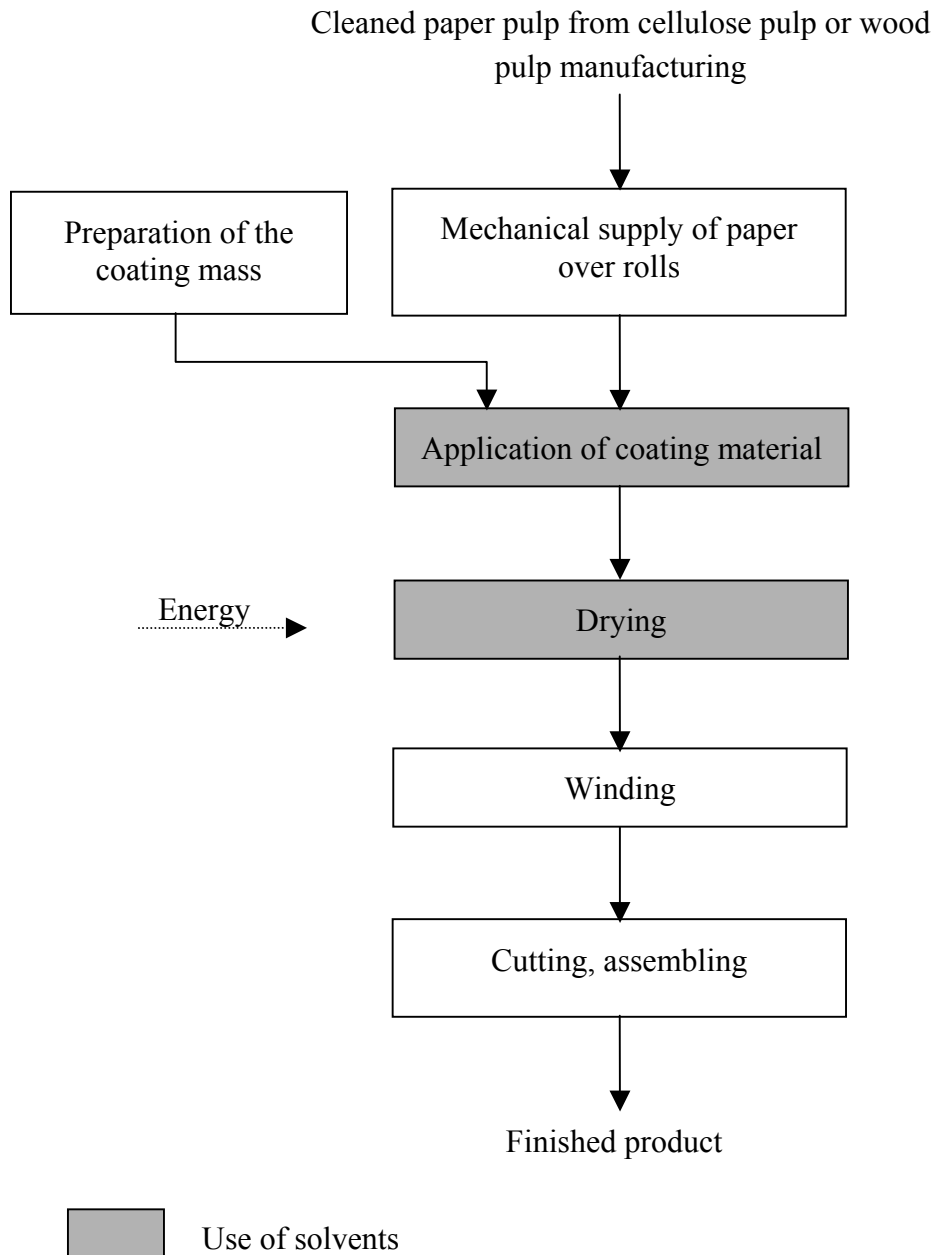 Cleaned paper pulp from cellulose pulp or wood
pulp manufacturing
Preparation of the
coating mass
Mechanical supply of paper
over rolls
Application of coating material
Energy
Drying
Winding
Cutting, assembling
Finished product
Use of solvents